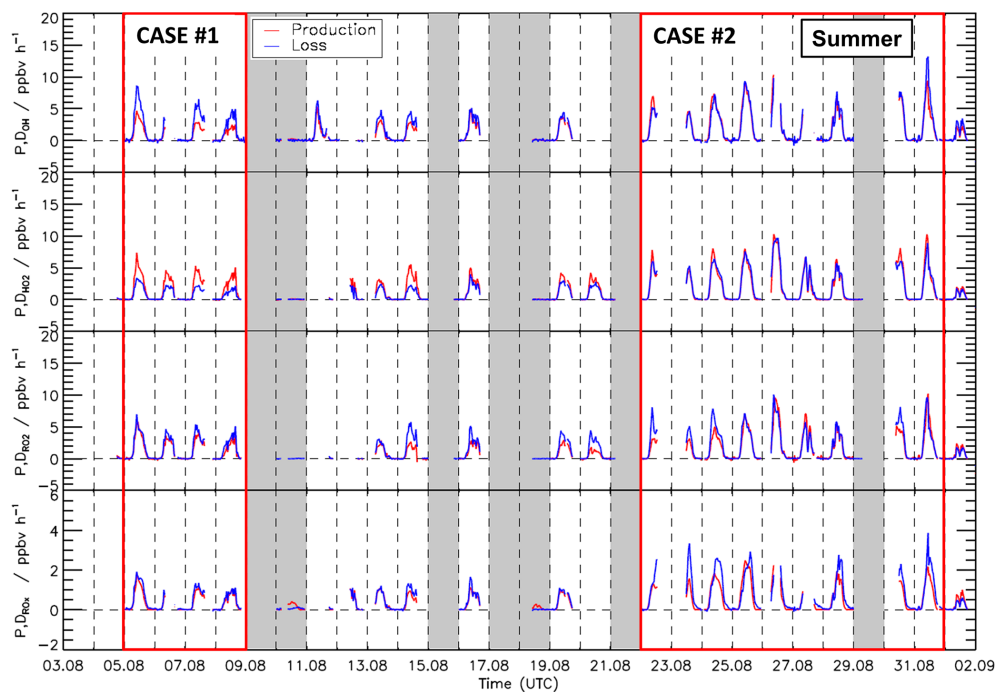 20
15
10
5
0
5
P,D_OH / ppbv h⁻¹
CASE #1
Production
Loss
CASE #2
Summer
20
15
10
5
0
-5
P,D_HO2 / ppbv h⁻¹
20
15
10
5
0
-5
P,D_RO2 / ppbv h⁻¹
6
4
2
0
-2
P,D_ROx / ppbv h⁻¹
03.08 05.08 07.08 09.08 11.08 13.08 15.08 17.08 19.08 21.08 23.08 25.08 27.08 29.08 31.08 02.09
Time (UTC)